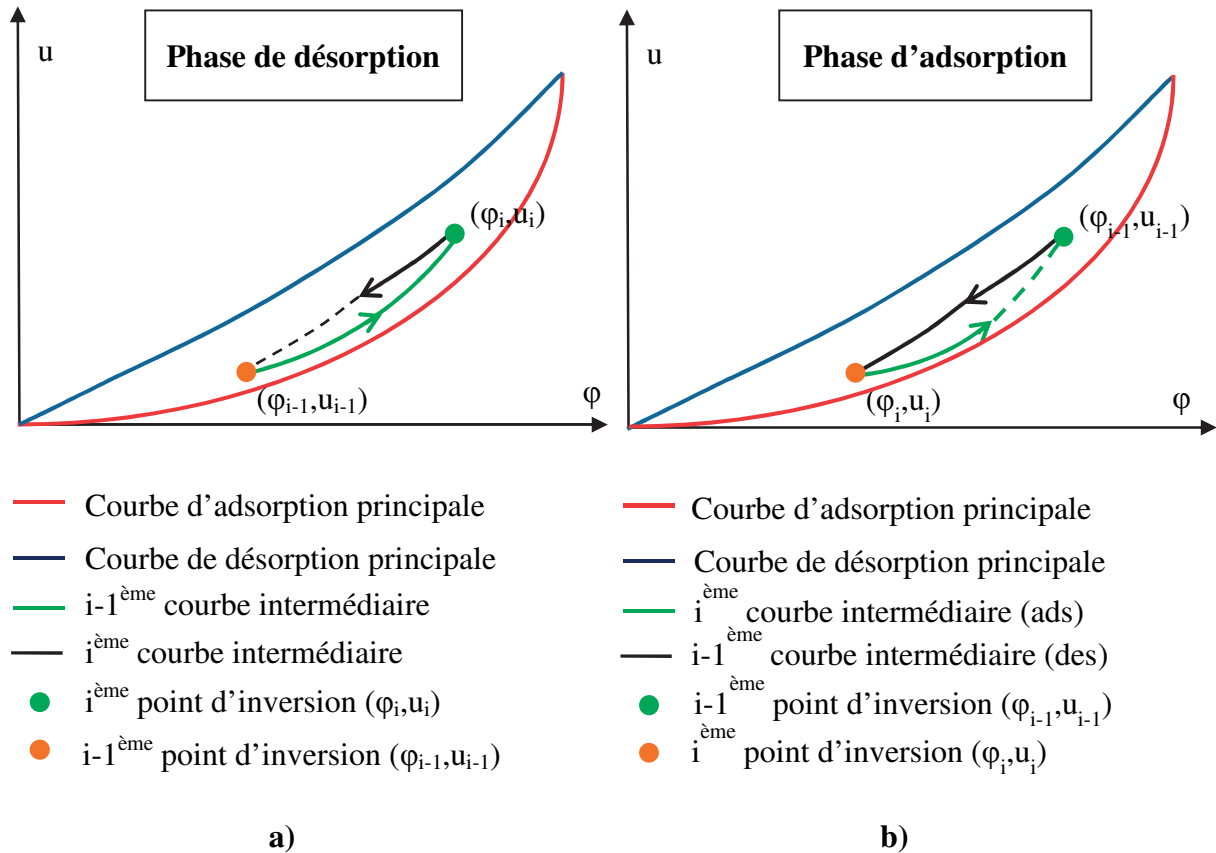 u
Phase de désorption
(φi,ui)
(φi-1,ui-1)
φ
Courbe d'adsorption principale
Courbe de désorption principale
i-1ème courbe intermédiaire
ième courbe intermédiaire
ième point d'inversion (φi,ui)
i-1ème point d'inversion (φi-1,ui-1)
a)
u
Phase d'adsorption
(φi-1,ui-1)
(φi,ui)
φ
Courbe d'adsorption principale
Courbe de désorption principale
ième courbe intermédiaire (ads)
i-1ème courbe intermédiaire (des)
i-1ème point d'inversion (φi-1,ui-1)
ième point d'inversion (φi,ui)
b)